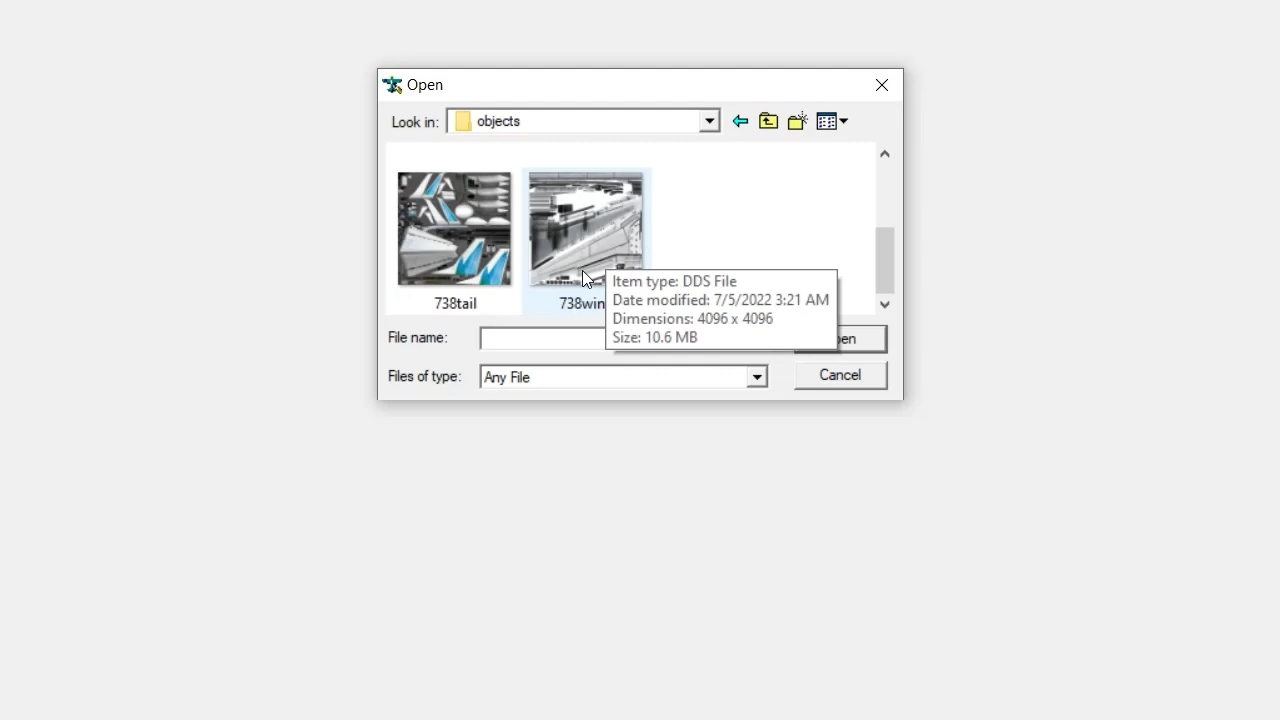 Open
Look in:
objects
738tail
738win
Item type: DDS File
Date modified: 7/5/2022 3:21 AM
Dimensions: 4096 x 4096
Size: 10.6 MB
File name:
en
Files of type:
Any File
Cancel